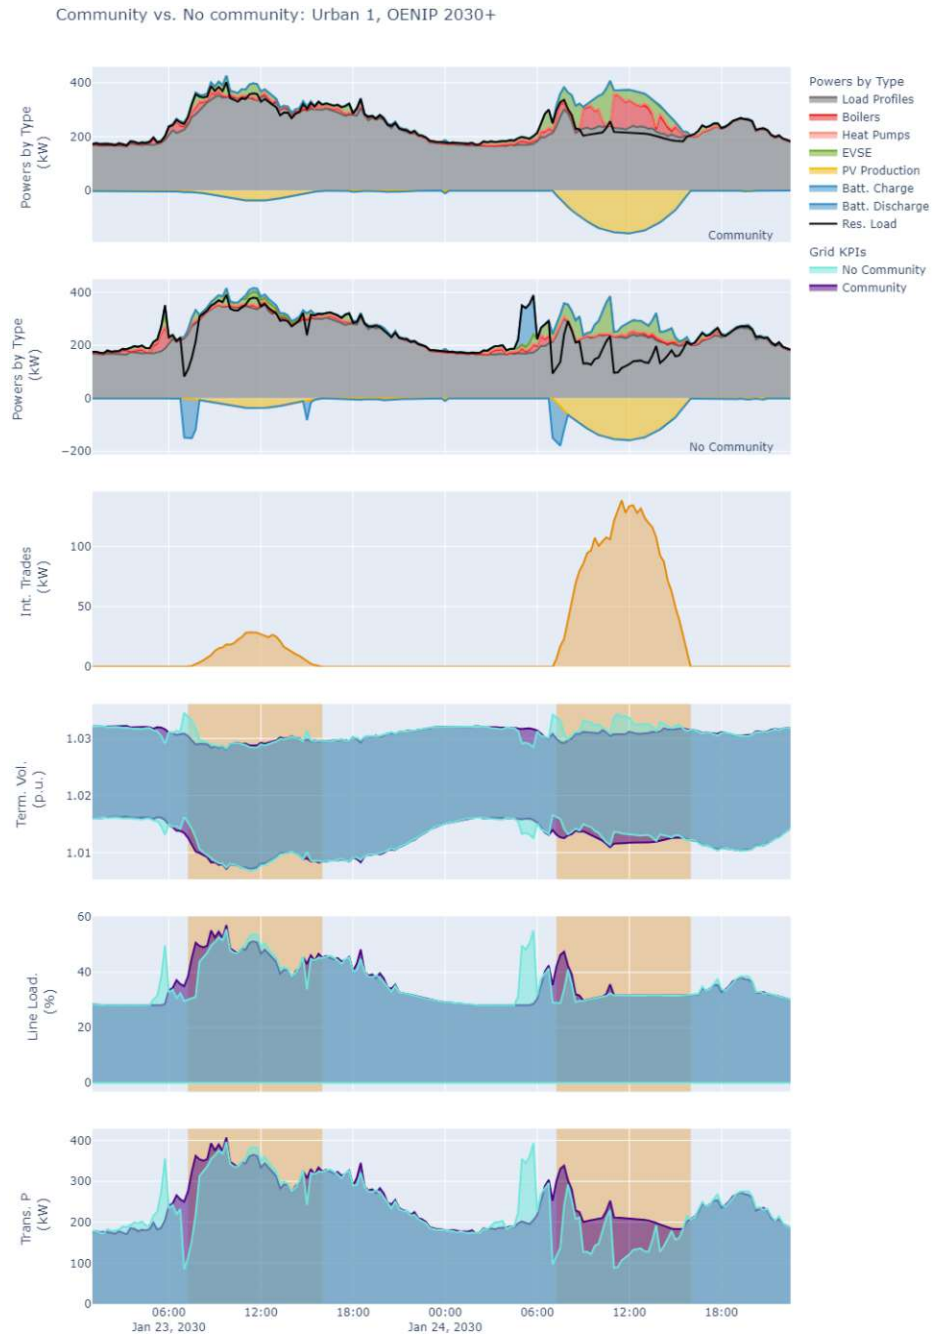 Community vs. No community: Urban 1, OENIP 2030+
Powers by Type
(kW)
400
200
0
Community
Powers by Type
Load Profiles
Boilers
Heat Pumps
EVSE
PV Production
Batt. Charge
Batt. Discharge
Res. Load
Grid KPIs
No Community
Community
Powers by Type
(kW)
400
200
0
−200
No Community
Int. Trades
(kW)
100
50
0
Term. Vol.
(p.u.)
1.03
1.02
1.01
Line Load.
(%)
60
40
20
0
Trans. P
(kW)
400
300
200
100
0
06:00
12:00
18:00
00:00
06:00
12:00
18:00
Jan 23, 2030
Jan 24, 2030